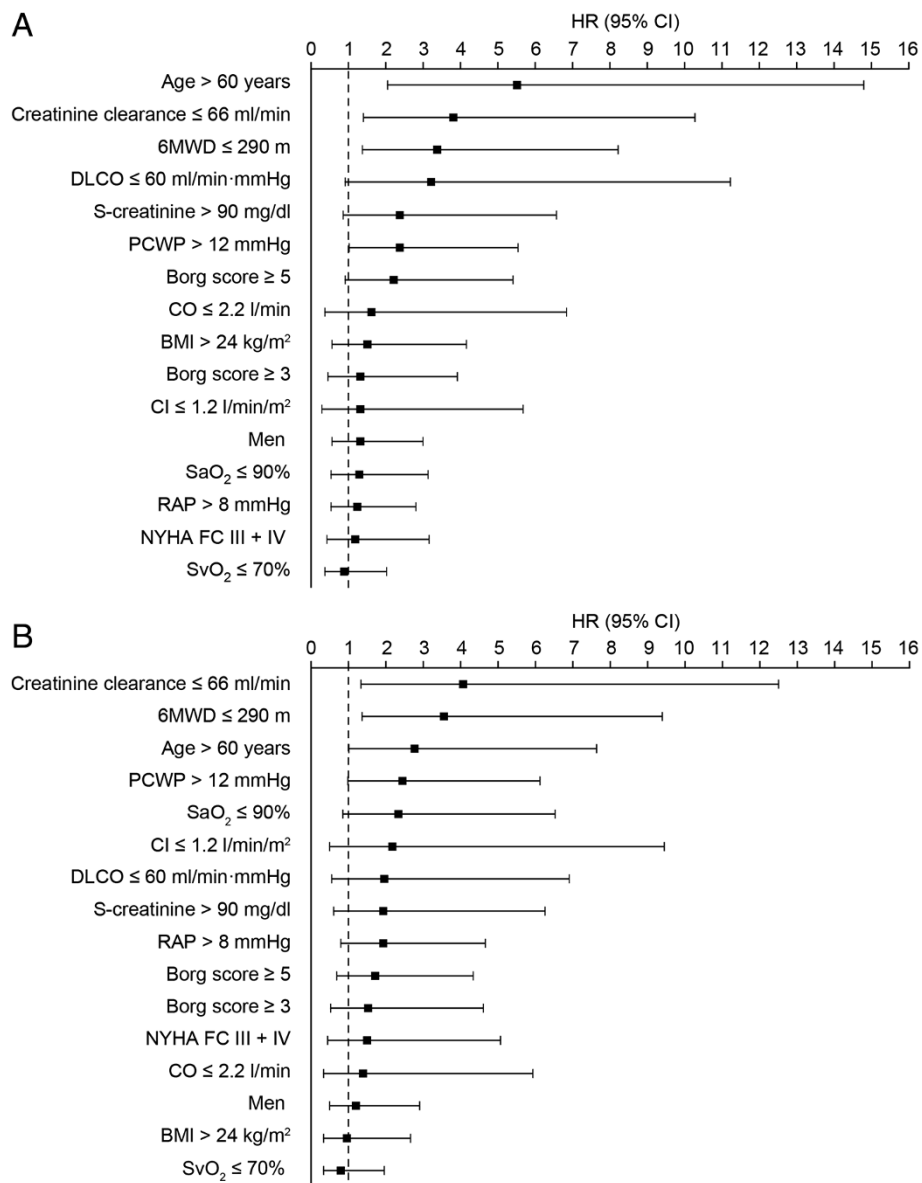 A
HR (95% CI)
0 1 2 3 4 5 6 7 8 9 10 11 12 13 14 15 16
Age > 60 years
Creatinine clearance ≤ 66 ml/min
6MWD ≤ 290 m
DLCO ≤ 60 ml/min·mmHg
S-creatinine > 90 mg/dl
PCWP > 12 mmHg
Borg score ≥ 5
CO ≤ 2.2 l/min
BMI > 24 kg/m²
Borg score ≥ 3
CI ≤ 1.2 l/min/m²
Men
SaO₂ ≤ 90%
RAP > 8 mmHg
NYHA FC III + IV
SvO₂ ≤ 70%
B
HR (95% CI)
0 1 2 3 4 5 6 7 8 9 10 11 12 13 14 15 16
Creatinine clearance ≤ 66 ml/min
6MWD ≤ 290 m
Age > 60 years
PCWP > 12 mmHg
SaO₂ ≤ 90%
CI ≤ 1.2 l/min/m²
DLCO ≤ 60 ml/min·mmHg
S-creatinine > 90 mg/dl
RAP > 8 mmHg
Borg score ≥ 5
Borg score ≥ 3
NYHA FC III + IV
CO ≤ 2.2 l/min
Men
BMI > 24 kg/m²
SvO₂ ≤ 70%